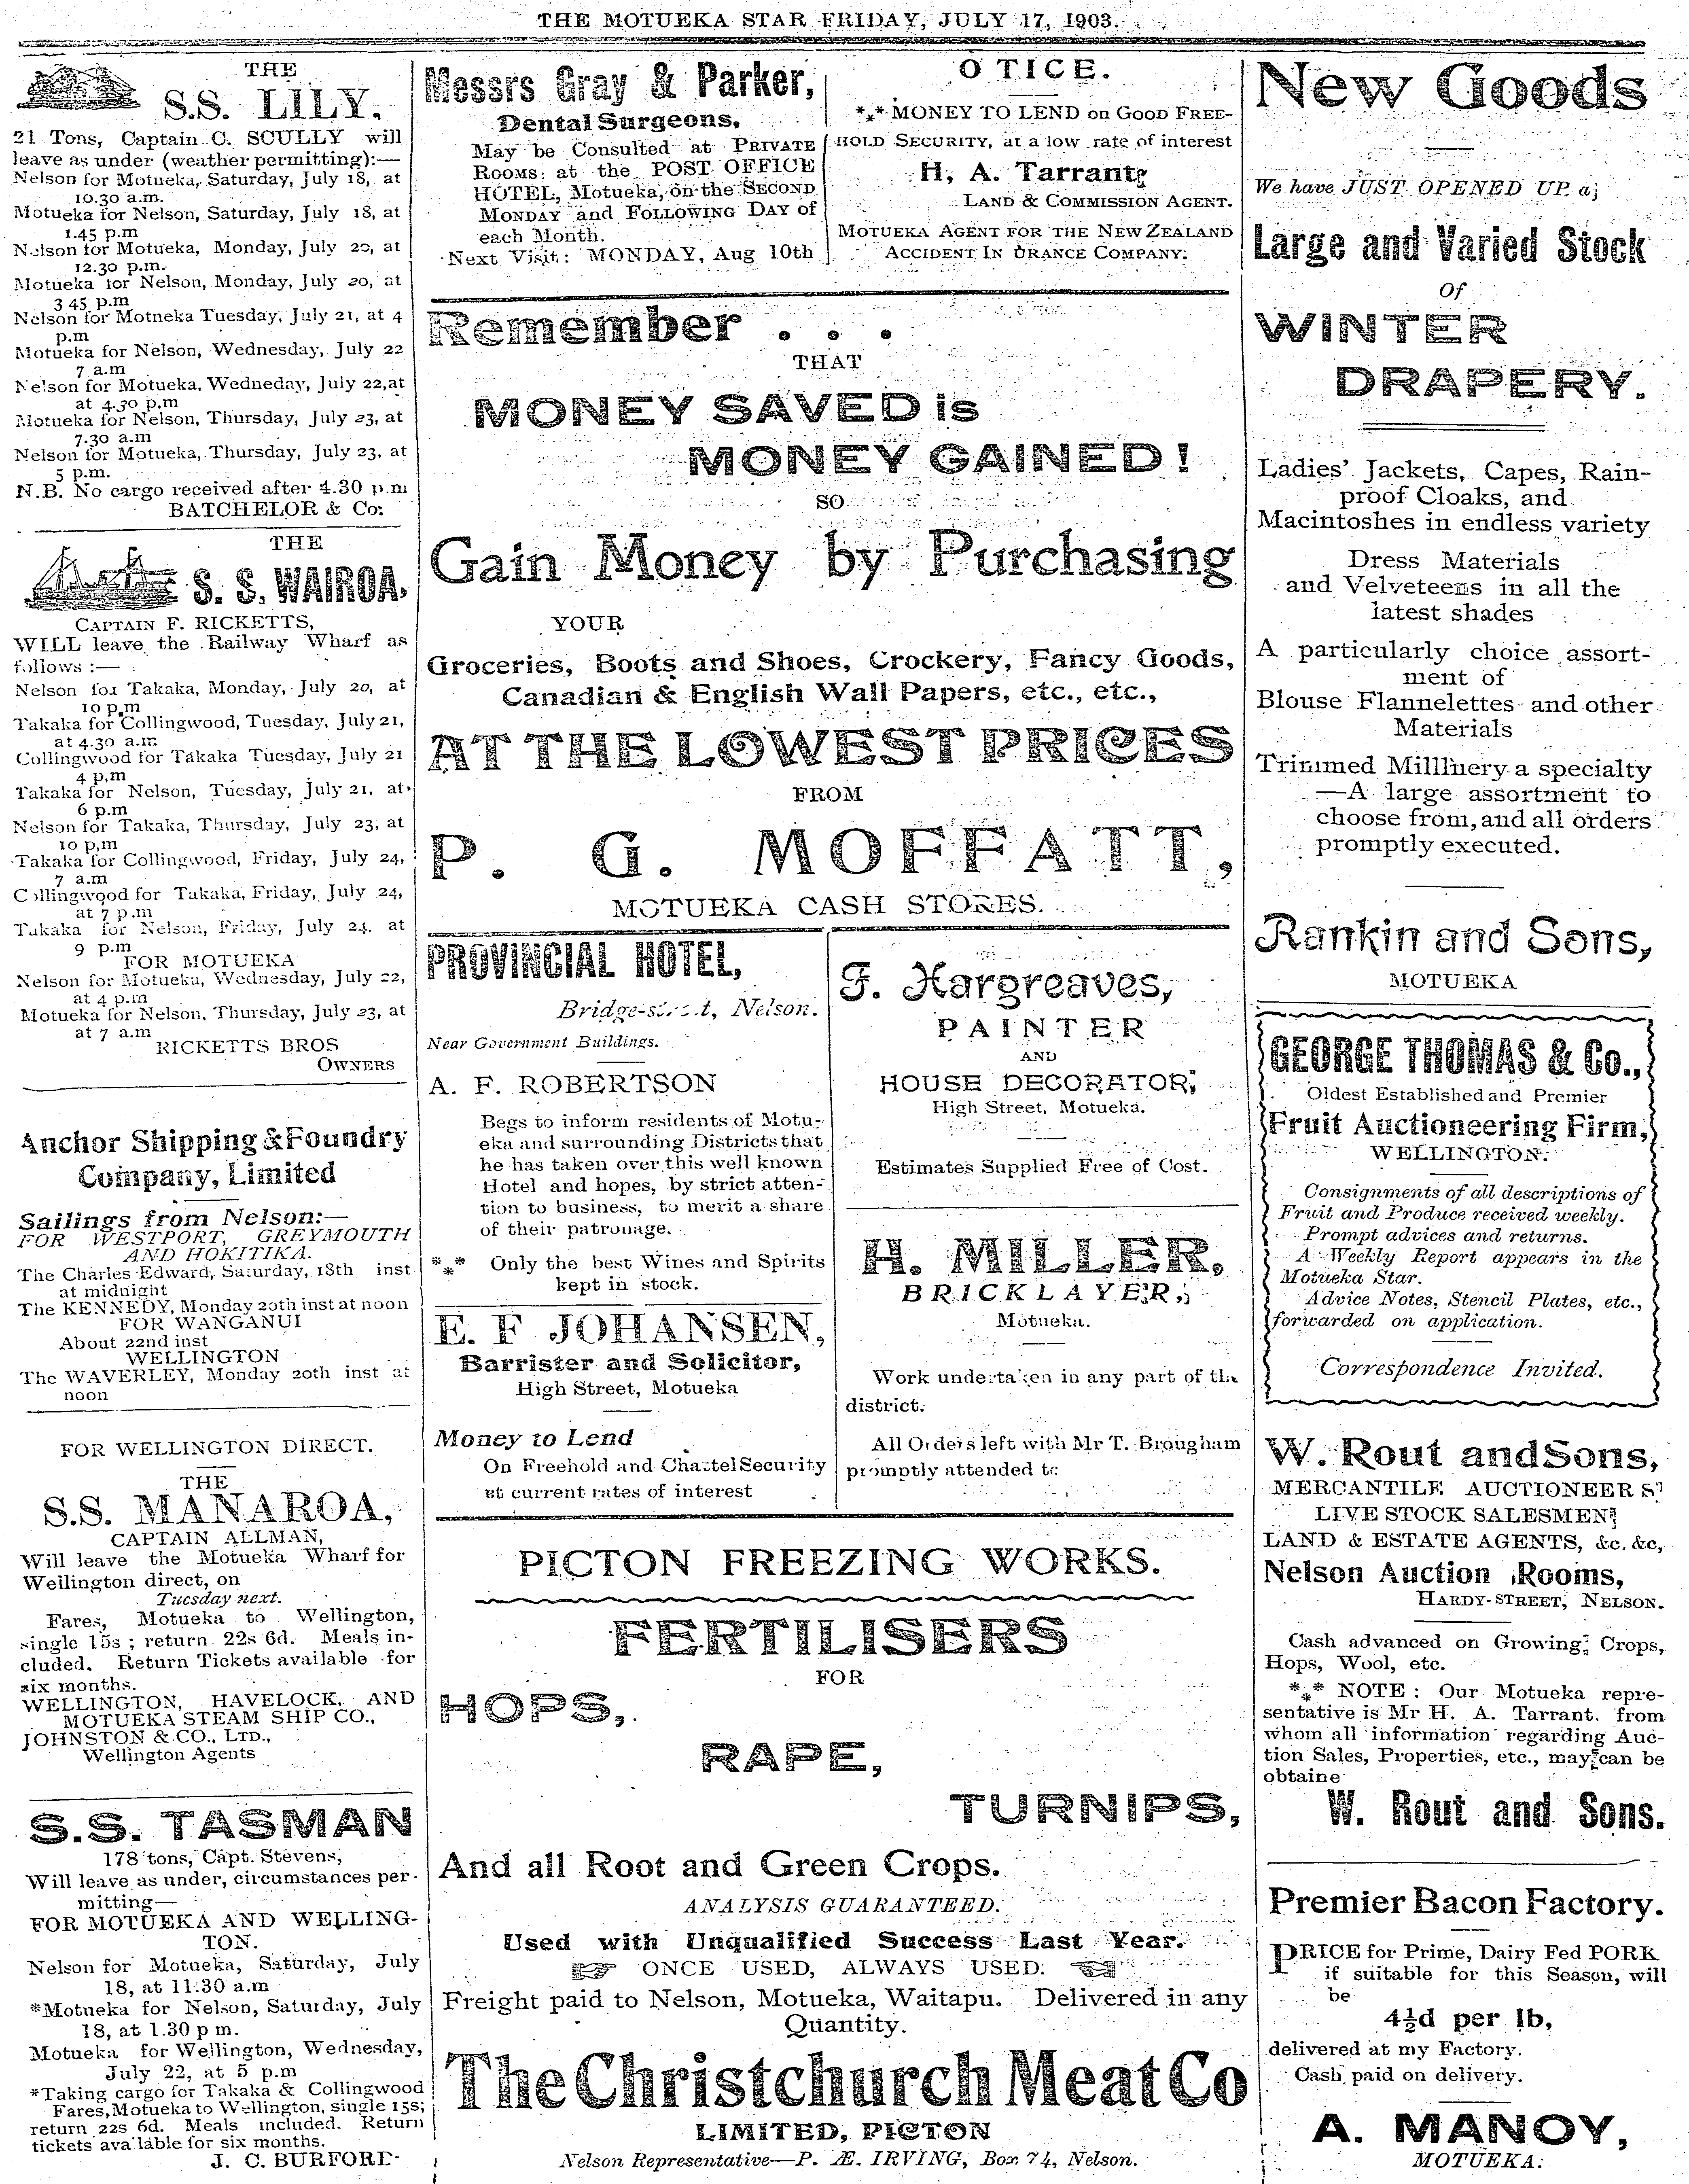 THE MOTUEKA STAR FRIDAY, JULY 17, 1903.
THE
S.S. LILY,
21 Tons, Captain C. SCULLY will
leave as under (weather permitting):—
Nelson for Motueka, Saturday, July 18, at
10.30 a.m.
Motueka for Nelson, Saturday, July 18, at
1.45 p.m
Nelson for Motueka, Monday, July 20, at
12.30 p.m.
Motueka for Nelson, Monday, July 20, at
3 45 p.m
Nelson for Motneka Tuesday, July 21, at 4
p.m
Motueka for Nelson, Wednesday, July 22
7 a.m
Nelson for Motueka, Wedneday, July 22,at
at 4.30 p,m
Motueka for Nelson, Thursday, July 23, at
7.30 a.m
Nelson for Motueka, Thursday, July 23, at
5 p.m.
N.B. No cargo received after 4.30 p.m
BATCHELOR & Co:
THE
S. S. WAIROA,
CAPTAIN F. RICKETTS,
WILL leave the Railway Wharf as
follows :—
Nelson for Takaka, Monday, July 20, at
10 p,m
Takaka for Collingwood, Tuesday, July 21,
at 4.30 a.m
Collingwood for Takaka Tuesday, July 21
4 p,m
Takaka for Nelson, Tuesday, July 21, at
6 p.m
Nelson for Takaka, Thursday, July 23, at
10 p,m
Takaka for Collingwood, Friday, July 24,
7 a.m
Collingwood for Takaka, Friday, July 24,
at 7 p.m
Takaka for Nelson, Friday, July 24, at
9 p.m
FOR MOTUEKA
Nelson for Motueka, Wednesday, July 22,
at 4 p.m
Motueka for Nelson, Thursday, July 23, at
at 7 a.m
RICKETTS BROS
OWNERS
Anchor Shipping & Foundry
Company, Limited
Sailings from Nelson:—
FOR WESTPORT, GREYMOUTH
AND HOKITIKA.
The Charles Edward, Saturday, 18th inst
at midnight
The KENNEDY, Monday 20th inst at noon
FOR WANGANUI
About 22nd inst
WELLINGTON
The WAVERLEY, Monday 20th inst at
noon
FOR WELLINGTON DIRECT.
THE
S.S. MANAROA,
CAPTAIN ALLMAN,
Will leave the Motueka Wharf for
Wellington direct, on
Tuesday next.
Fares, Motueka to Wellington,
single 15s ; return 22s 6d. Meals in-
cluded. Return Tickets available for
six months.
WELLINGTON, HAVELOCK, AND
MOTUEKA STEAM SHIP CO.,
JOHNSTON & CO., LTD.,
Wellington Agents
S.S. TASMAN
178 tons, Capt. Stevens,
Will leave as under, circumstances per-
mitting—
FOR MOTUEKA AND WELLING-
TON.
Nelson for Motueka, Saturday, July
18, at 11.30 a.m
*Motueka for Nelson, Saturday, July
18, at 1.30 p m.
Motueka for Wellington, Wednesday,
July 22, at 5 p.m
*Taking cargo for Takaka & Collingwood
Fares, Motueka to Wellington, single 15s;
return 22s 6d. Meals included. Return
tickets available for six months.
J. C. BURFORD
Messrs Gray & Parker,
Dental Surgeons,
May be Consulted at PRIVATE
ROOMS at the POST OFFICE
HOTEL, Motueka, on the SECOND
MONDAY and FOLLOWING DAY of
each Month.
Next Visit: MONDAY, Aug 10th
OTICE.
*** MONEY TO LEND on GOOD FREE-
HOLD SECURITY, at a low rate of interest
H, A. Tarrant,
LAND & COMMISSION AGENT.
MOTUEKA AGENT FOR THE NEW ZEALAND
ACCIDENT IN URANCE COMPANY.
Remember . . .
THAT
MONEY SAVED is
MONEY GAINED !
SO
Gain Money by Purchasing
YOUR
Groceries, Boots and Shoes, Crockery, Fancy Goods,
Canadian & English Wall Papers, etc., etc.,
AT THE LOWEST PRICES
FROM
P. G. MOFFATT,
MOTUEKA CASH STORES.
PROVINCIAL HOTEL,
Bridge-street, Nelson.
Near Government Buildings.
A. F. ROBERTSON
Begs to inform residents of Motu-
eka and surrounding Districts that
he has taken over this well known
Hotel and hopes, by strict atten-
tion to business, to merit a share
of their patronage.
*** Only the best Wines and Spirits
kept in stock.
E. F JOHANSEN,
Barrister and Solicitor,
High Street, Motueka
Money to Lend
On Freehold and Chattel Security
at current rates of interest
F. Hargreaves,
PAINTER
AND
HOUSE DECORATOR,
High Street, Motueka.
Estimates Supplied Free of Cost.
H. MILLER,
BRICKLAYER,
Motueka.
Work undertaken in any part of the
district.
All Orders left with Mr T. Brougham
promptly attended to
PICTON FREEZING WORKS.
FERTILISERS
FOR
HOPS,
RAPE,
TURNIPS,
And all Root and Green Crops.
ANALYSIS GUARANTEED.
Used with Unqualified Success Last Year.
ONCE USED, ALWAYS USED.
Freight paid to Nelson, Motueka, Waitapu. Delivered in any
Quantity.
The Christchurch Meat Co
LIMITED, PICTON
Nelson Representative—P. Æ. IRVING, Box 74, Nelson.
New Goods
We have JUST OPENED UP a
Large and Varied Stock
Of
WINTER
DRAPERY.
Ladies' Jackets, Capes, Rain-
proof Cloaks, and
Macintoshes in endless variety
Dress Materials
and Velveteens in all the
latest shades
A particularly choice assort-
ment of
Blouse Flannelettes and other
Materials
Trimmed Millinery a specialty
—A large assortment to
choose from, and all orders
promptly executed.
Rankin and Sons,
MOTUEKA
GEORGE THOMAS & Co.,
Oldest Established and Premier
Fruit Auctioneering Firm,
WELLINGTON.
Consignments of all descriptions of
Fruit and Produce received weekly.
Prompt advices and returns.
A Weekly Report appears in the
Motueka Star.
Advice Notes, Stencil Plates, etc.,
forwarded on application.
Correspondence Invited.
W. Rout and Sons,
MERCANTILE AUCTIONEERS
LIVE STOCK SALESMEN
LAND & ESTATE AGENTS, &c. &c,
Nelson Auction Rooms,
HARDY-STREET, NELSON.
Cash advanced on Growing Crops,
Hops, Wool, etc.
*** NOTE : Our Motueka repre-
sentative is Mr H. A. Tarrant, from
whom all information regarding Auc-
tion Sales, Properties, etc., may can be
obtaine
W. Rout and Sons.
Premier Bacon Factory.
PRICE for Prime, Dairy Fed PORK
if suitable for this Season, will
be
4½d per lb,
delivered at my Factory.
Cash paid on delivery.
A. MANOY,
MOTUEKA: